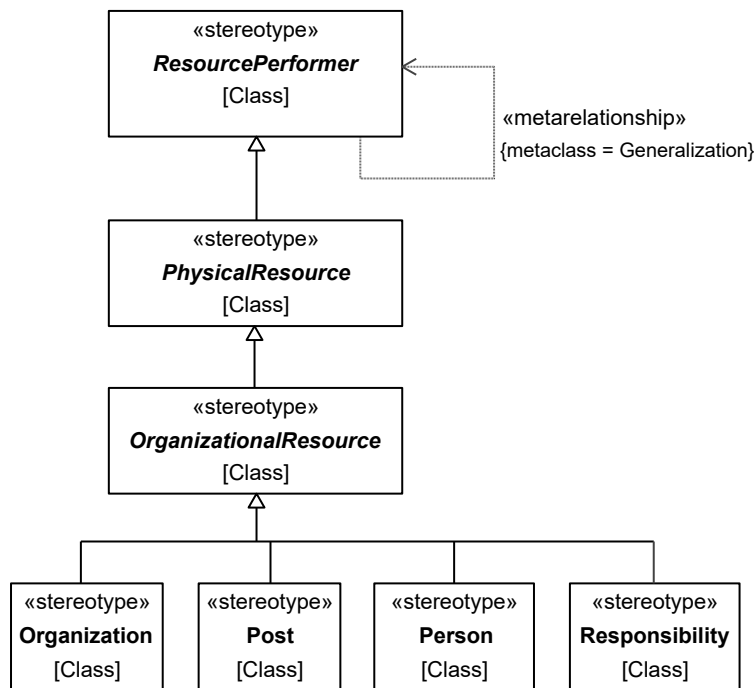 «stereotype»
ResourcePerformer
[Class]
«metarelationship»
{metaclass = Generalization}
«stereotype»
PhysicalResource
[Class]
«stereotype»
OrganizationalResource
[Class]
«stereotype»
Organization
[Class]
«stereotype»
Post
[Class]
«stereotype»
Person
[Class]
«stereotype»
Responsibility
[Class]